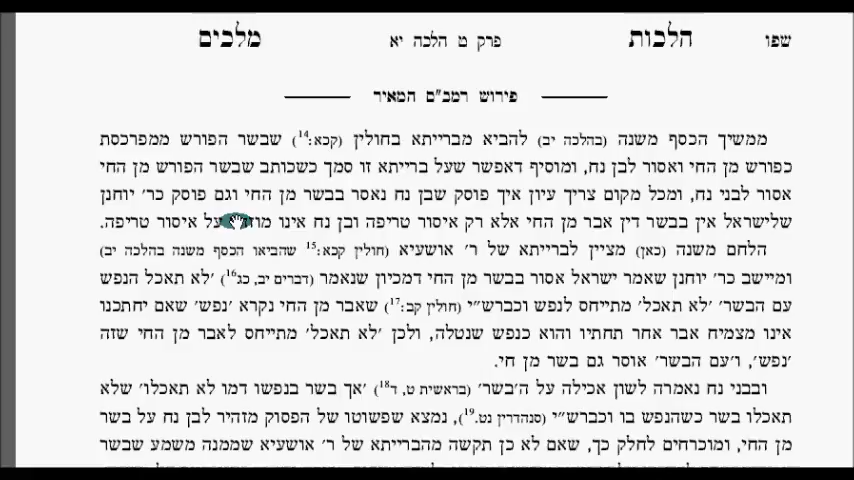 שפו הלכות פרק ט הלכה יא מלכים
פירוש רמב"ם המאיר
ממשיך הכסף משנה (בהלכה יב) להביא מברייתא בחולין (קכא:14) שבשר הפורש ממפרכסת
כפורש מן החי ואסור לבן נח, ומוסיף דאפשר שעל ברייתא זו סמך כשכותב שבשר הפורש מן החי
אסור לבני נח, ומכל מקום צריך עיון איך פוסק שבן נח נאסר בבשר מן החי וגם פוסק כר' יוחנן
שלישראל אין בבשר דין אבר מן החי אלא רק איסור טריפה ובן נח אינו על איסור טריפה.
הלחם משנה (כאן) מציין לברייתא של ר' אושעיא (חולין קכא:15 שהביאו הכסף משנה בהלכה יב)
ומיישב כר' יוחנן שאמר ישראל אסור בבשר מן החי דמכיון שנאמר (דברים יב, כג16) 'לא תאכל הנפש
עם הבשר' 'לא תאכל' מתייחס לנפש וכברש"י (חולין קב:17) שאבר מן החי נקרא 'נפש' שאם יחתכנו
אינו מצמיח אבר אחר תחתיו והוא כנפש שנטלה, ולכן 'לא תאכל' מתייחס לאבר מן החי שזה
'נפש', ו'עם הבשר' אוסר גם בשר מן חי.
ובבני נח נאמרה לשון אכילה על ה'בשר' (בראשית ט, ד18) 'אך בשר בנפשו דמו לא תאכלו' שלא
תאכלו בשר כשהנפש בו וכברש"י (סנהדרין נט.19), נמצא שפשוטו של הפסוק מזהיר לבן נח על בשר
מן החי, ומוכרחים לחלק כך, שאם לא כן תקשה מהברייתא של ר' אושעיא שממנה משמע שבשר